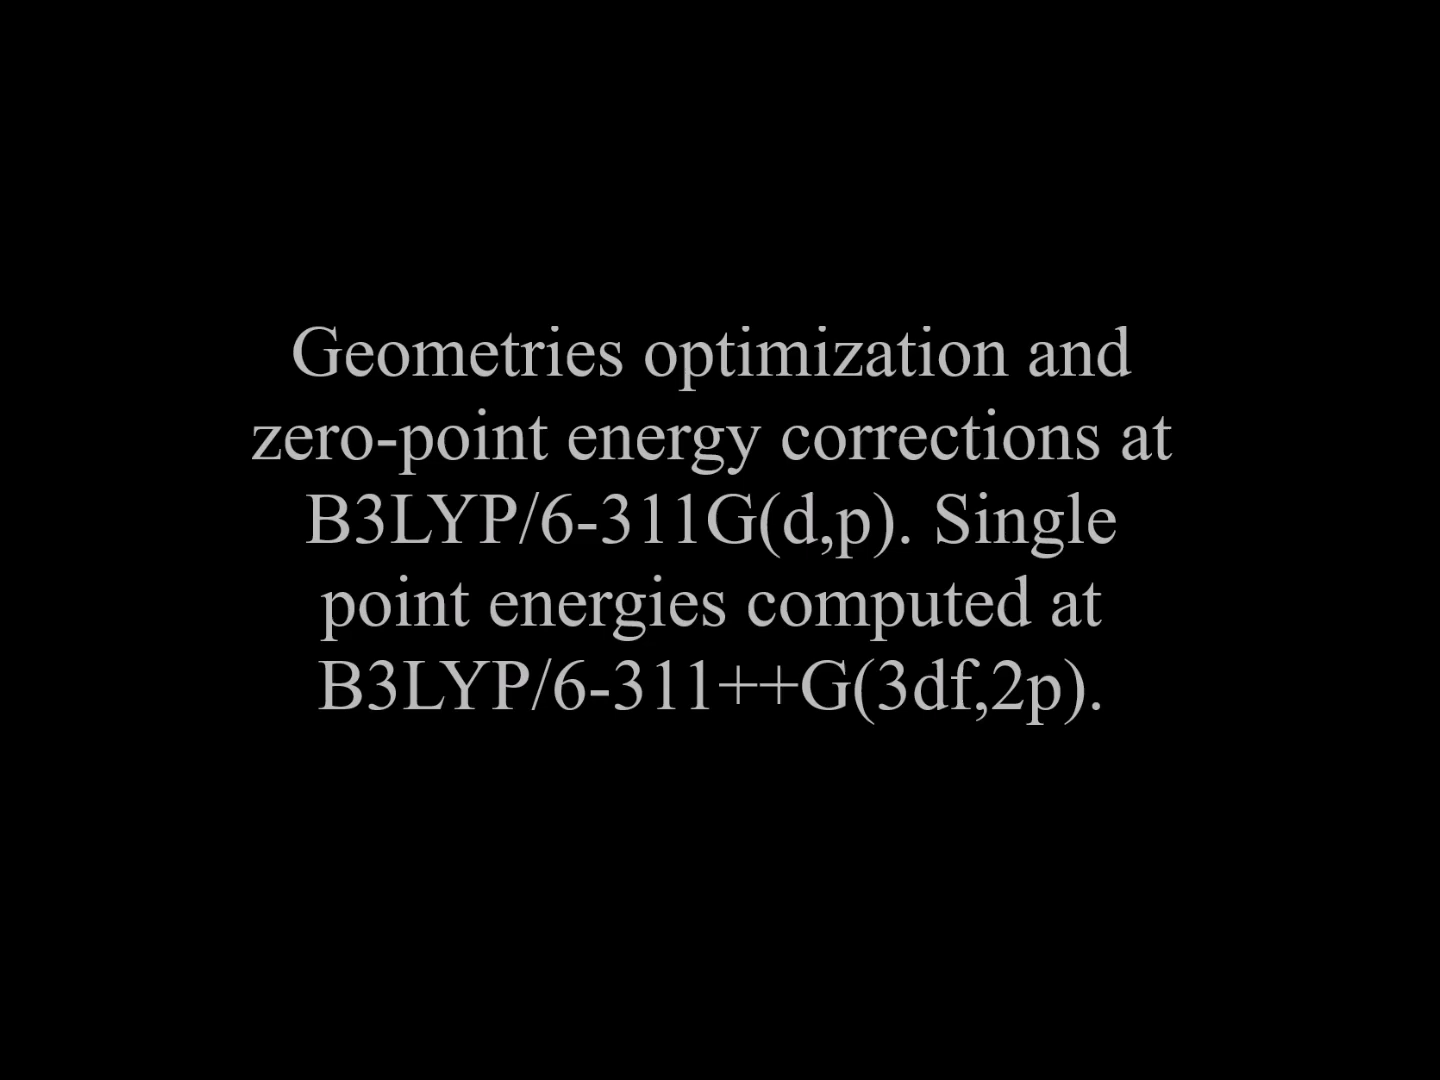 Geometries optimization and
zero-point energy corrections at
B3LYP/6-311G(d,p). Single
point energies computed at
B3LYP/6-311++G(3df,2p).